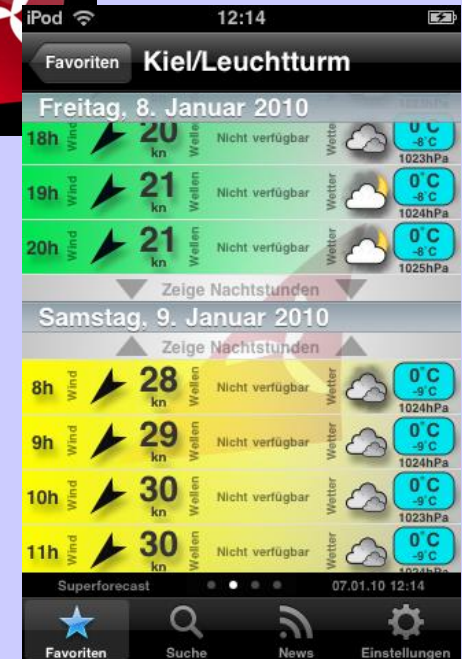 iPod 12:14
Favoriten Kiel/Leuchtturm
Freitag, 8. Januar 2010
18h Wind 20 kn Wellen Nicht verfügbar Wetter 0°C -8°C 1023hPa
19h Wind 21 kn Wellen Nicht verfügbar Wetter 0°C -8°C 1024hPa
20h Wind 21 kn Wellen Nicht verfügbar Wetter 0°C -8°C 1025hPa
Zeige Nachtstunden
Samstag, 9. Januar 2010
Zeige Nachtstunden
8h Wind 28 kn Wellen Nicht verfügbar Wetter 0°C -9°C 1024hPa
9h Wind 29 kn Wellen Nicht verfügbar Wetter 0°C -9°C 1024hPa
10h Wind 30 kn Wellen Nicht verfügbar Wetter 0°C -9°C 1023hPa
11h Wind 30 kn Wellen Nicht verfügbar Wetter 0°C -9°C
Superforecast 07.01.10 12:14
Favoriten Suche News Einstellungen